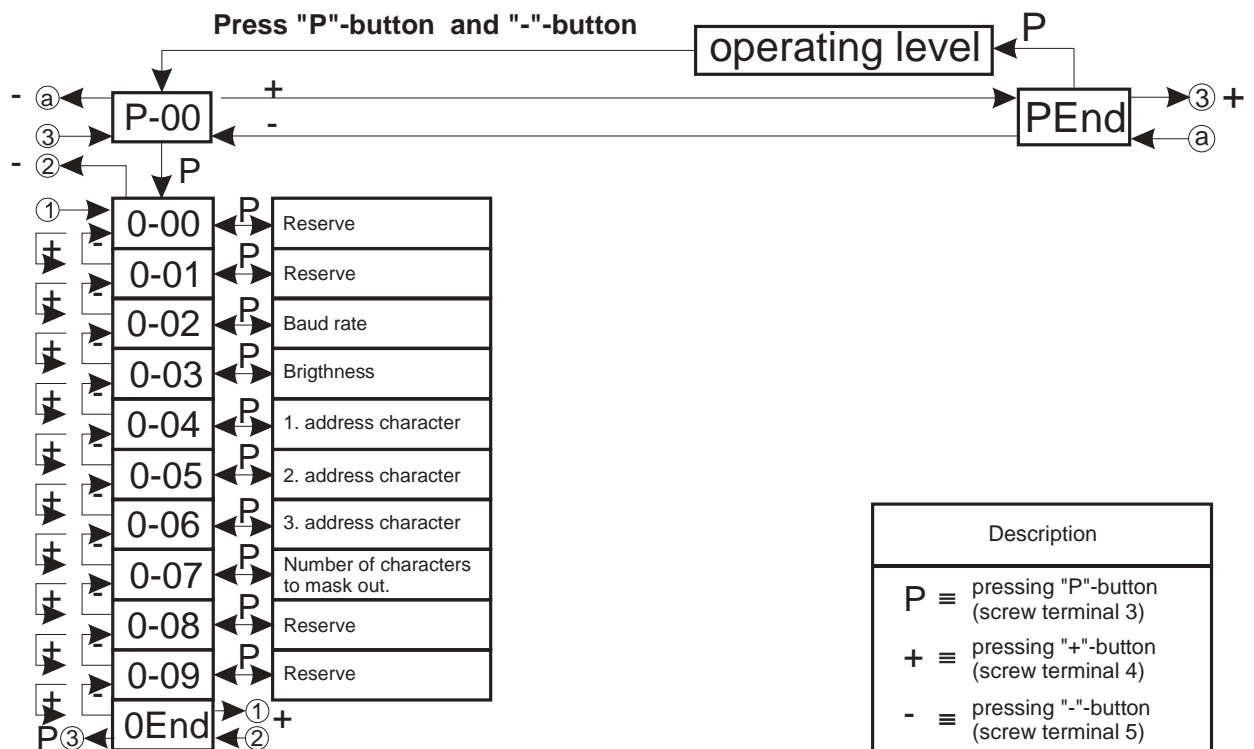 Press "P"-button and "-"-button
operating level
P
- a
+
3 +
P-00
PEnd
3
-
a
- 2
P
1
0-00 P Reserve
+ -
0-01 P Reserve
+ -
0-02 P Baud rate
+ -
0-03 P Brigthness
+ -
0-04 P 1. address character
+ -
0-05 P 2. address character
+ -
0-06 P 3. address character
+ -
0-07 P Number of characters
to mask out.
+ -
0-08 P Reserve
+ -
0-09 P Reserve
+ -
0End 1 +
P 3
2
Description
P ≡ pressing "P"-button
(screw terminal 3)
+ ≡ pressing "+"-button
(screw terminal 4)
- ≡ pressing "-"-button
(screw terminal 5)